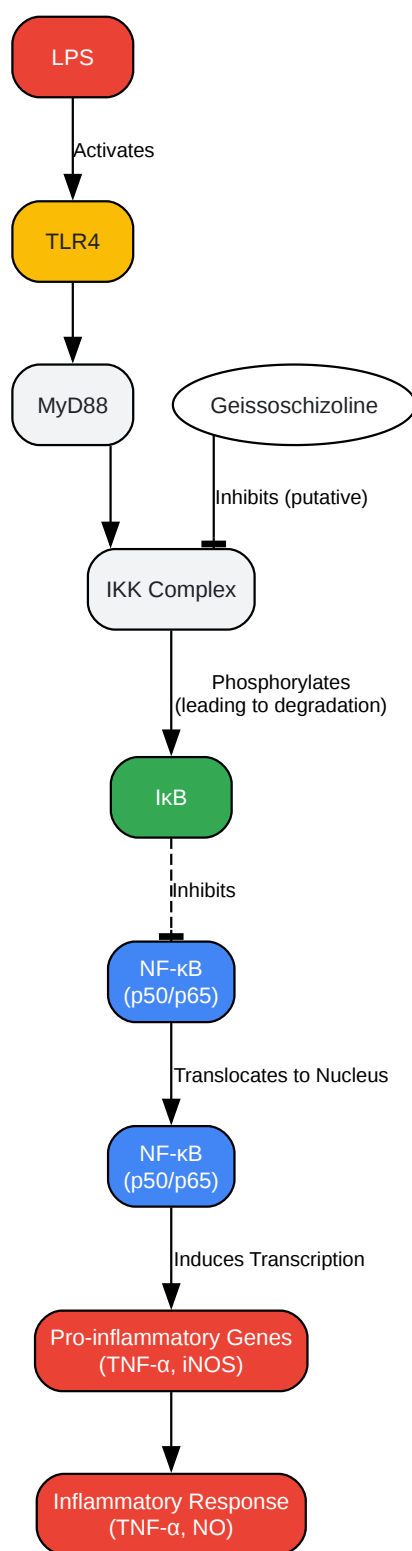 LPS
Activates
TLR4
MyD88
Geissoschizoline
Inhibits (putative)
IKK Complex
Phosphorylates
(leading to degradation)
IκB
Inhibits
NF-κB
(p50/p65)
Translocates to Nucleus
NF-κB
(p50/p65)
Induces Transcription
Pro-inflammatory Genes
(TNF-α, iNOS)
Inflammatory Response
(TNF-α, NO)